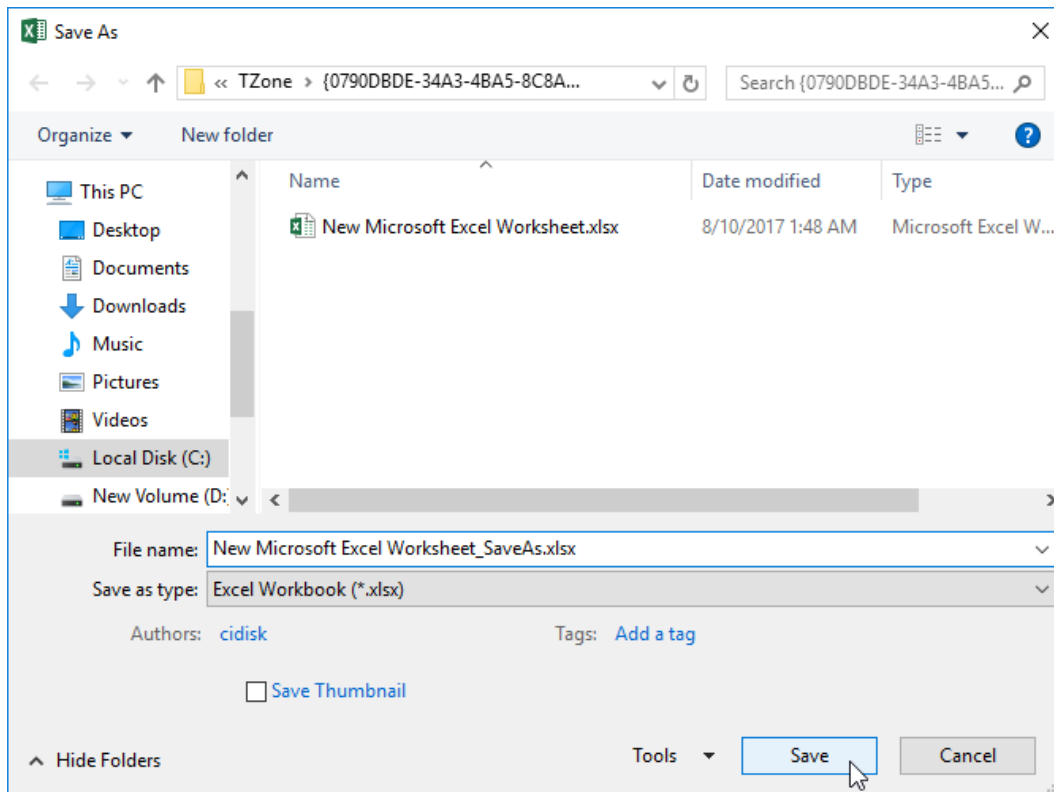 Save As
« TZone > {0790DBDE-34A3-4BA5-8C8A...
Search {0790DBDE-34A3-4BA5...
Organize
New folder
?
Name
Date modified
Type
This PC
Desktop
Documents
Downloads
Music
Pictures
Videos
Local Disk (C:)
New Volume (D:
New Microsoft Excel Worksheet.xlsx
8/10/2017 1:48 AM
Microsoft Excel W...
File name: New Microsoft Excel Worksheet_SaveAs.xlsx
Save as type: Excel Workbook (*.xlsx)
Authors: cidisk
Tags: Add a tag
Save Thumbnail
Hide Folders
Tools
Save
Cancel